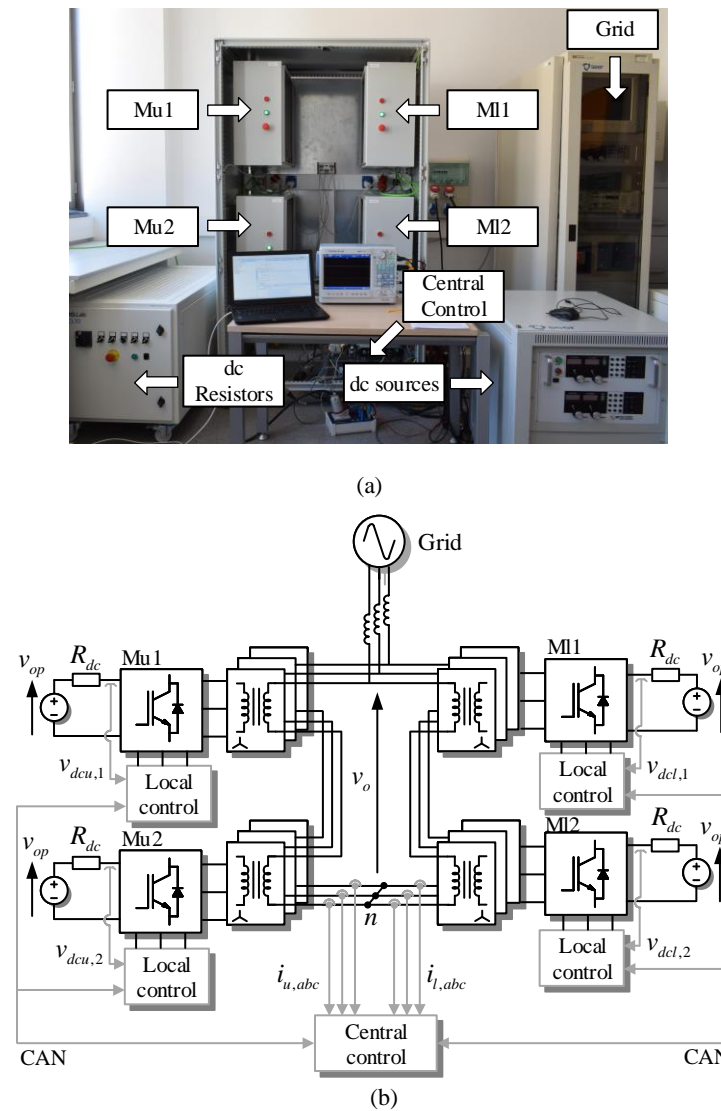 Grid
Mu1
Ml1
Mu2
Ml2
Central
Control
dc
Resistors
dc sources
(a)
Grid
v_op
R_dc
Mu1
Ml1
R_dc
v_op
v_dcu,1
Local
control
v_o
Local
control
v_dcl,1
v_op
R_dc
Mu2
Ml2
R_dc
v_op
n
v_dcu,2
Local
control
i_u,abc
i_l,abc
Local
control
v_dcl,2
Central
control
CAN
CAN
(b)